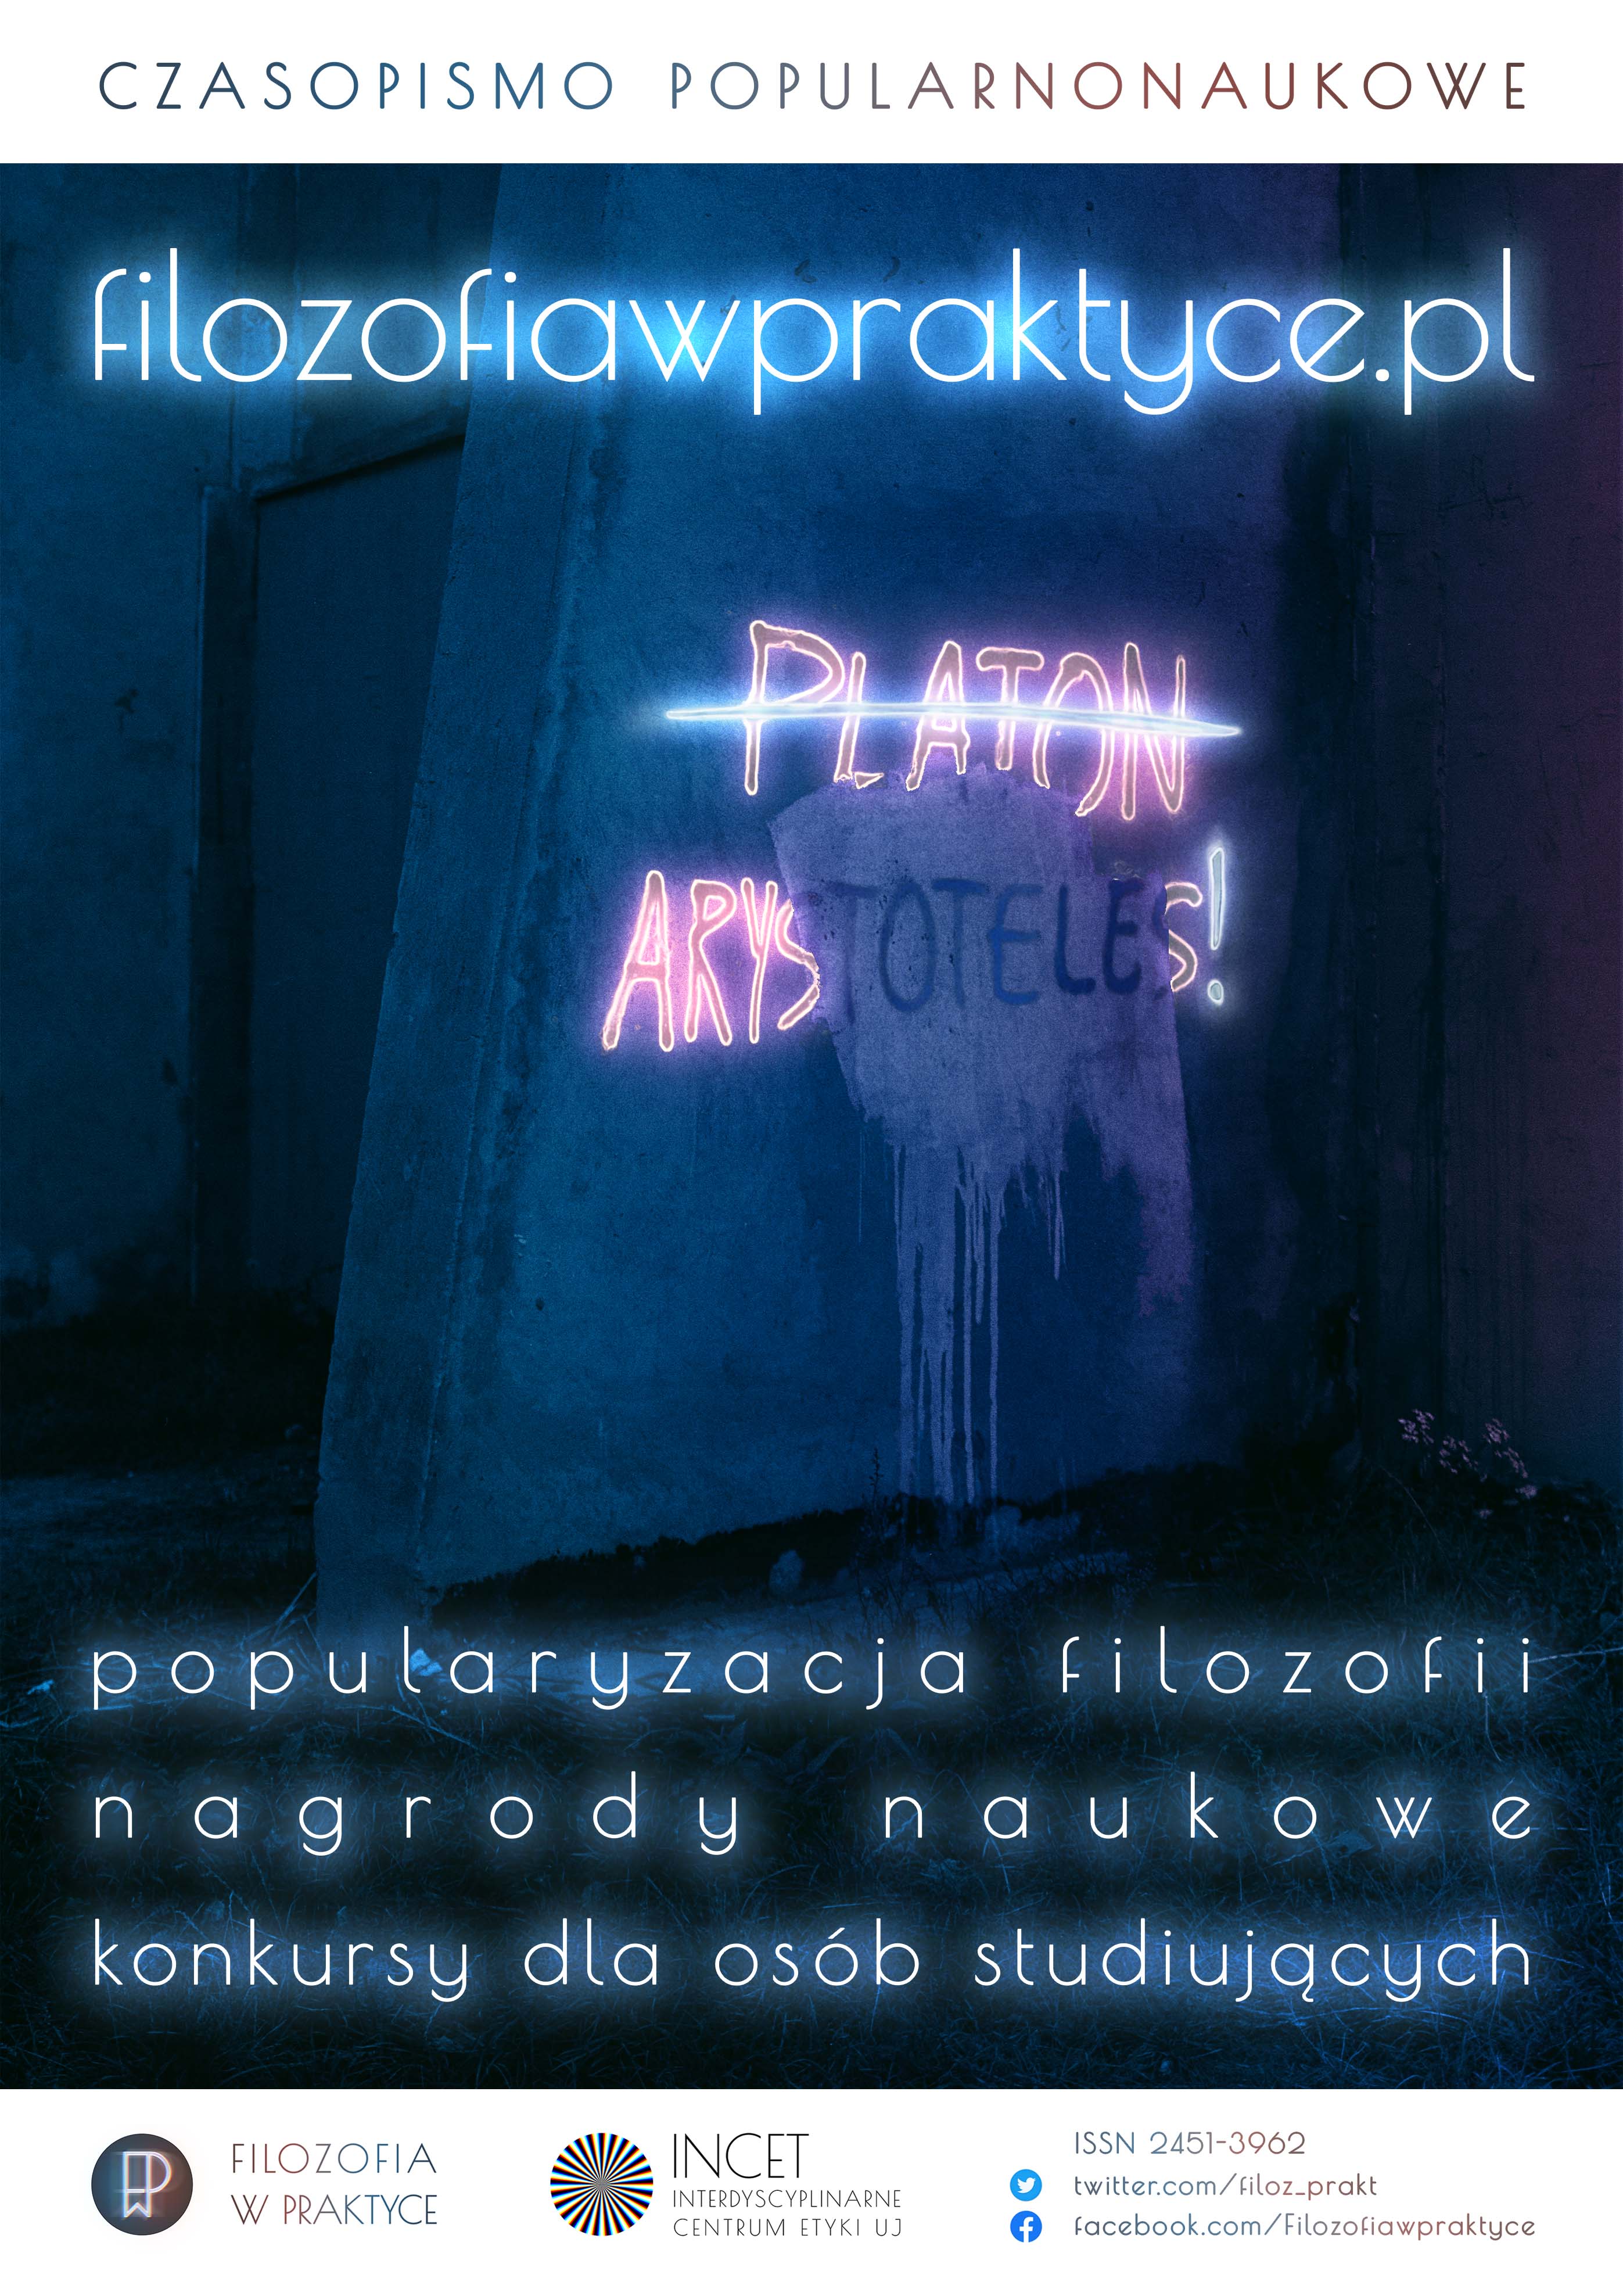 CZASOPISMO POPULARNONAUKOWE
filozofiawpraktyce.pl
PLATON
ARYSTOTELES!
popularyzacja filozofii
nagrody naukowe
konkursy dla osób studiujących
FILOZOFIA
W PRAKTYCE
INCET
INTERDYSCYPLINARNE
CENTRUM ETYKI UJ
ISSN 2451-3962
twitter.com/filoz_prakt
facebook.com/Filozofiawpraktyce